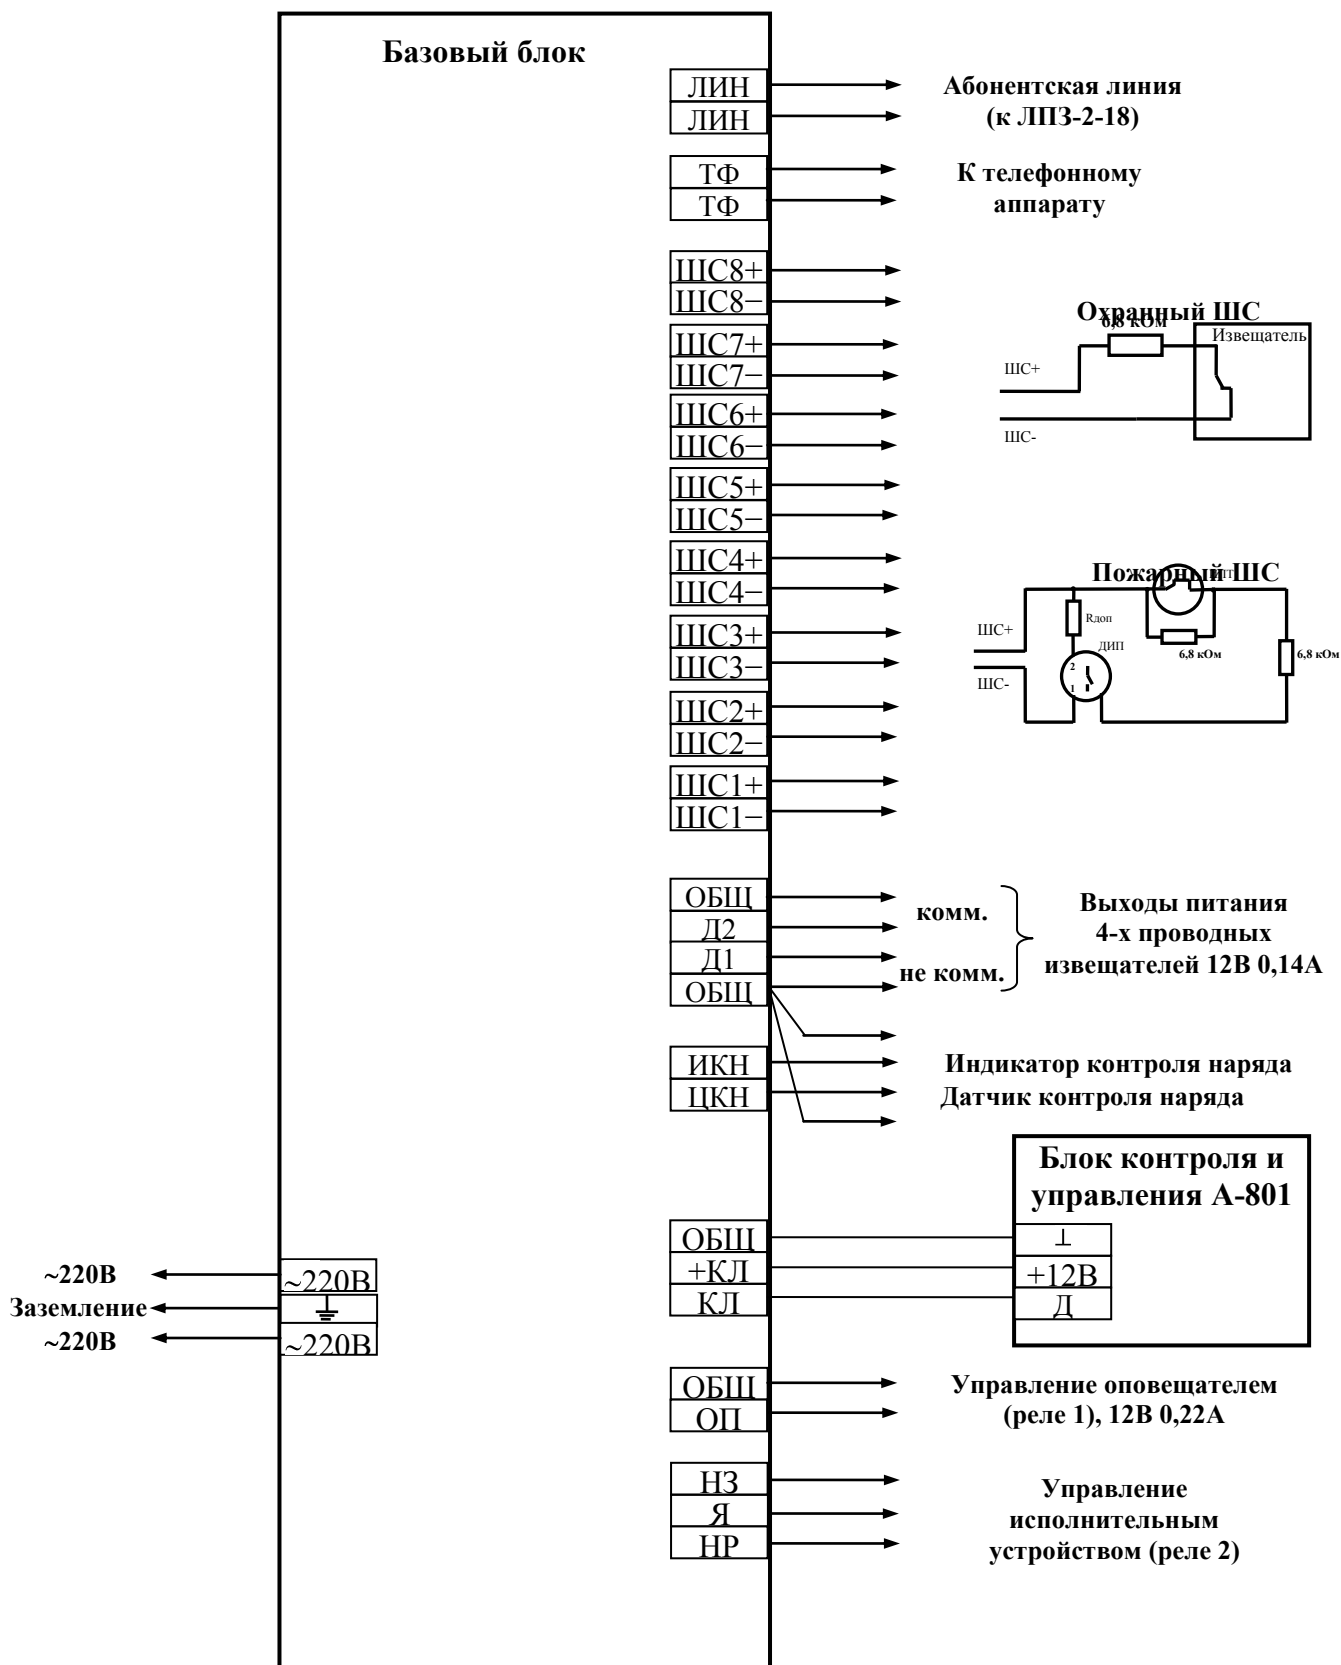 Базовый блок
ЛИН
ЛИН
Абонентская линия
(к ЛПЗ-2-18)
ТФ
ТФ
К телефонному
аппарату
ШС8+
ШС8−
ШС7+
ШС7−
ШС6+
ШС6−
ШС5+
ШС5−
ШС4+
ШС4−
ШС3+
ШС3−
ШС2+
ШС2−
ШС1+
ШС1−
Охранный ШС
6,8 кОм
Извещатель
ШС+
ШС-
Пожарный ШС
Rдоп
ШС+
ДИП
6,8 кОм
6,8 кОм
2
ШС-
1
ОБЩ
Д2
Д1
ОБЩ
комм.
не комм.
Выходы питания
4-х проводных
извещателей 12В 0,14А
ИКН
ЦКН
Индикатор контроля наряда
Датчик контроля наряда
Блок контроля и
управления А-801
ОБЩ
+КЛ
КЛ
⊥
+12В
Д
~220В
Заземление
~220В
~220В
~220В
ОБЩ
ОП
Управление оповещателем
(реле 1), 12В 0,22А
НЗ
Я
НР
Управление
исполнительным
устройством (реле 2)